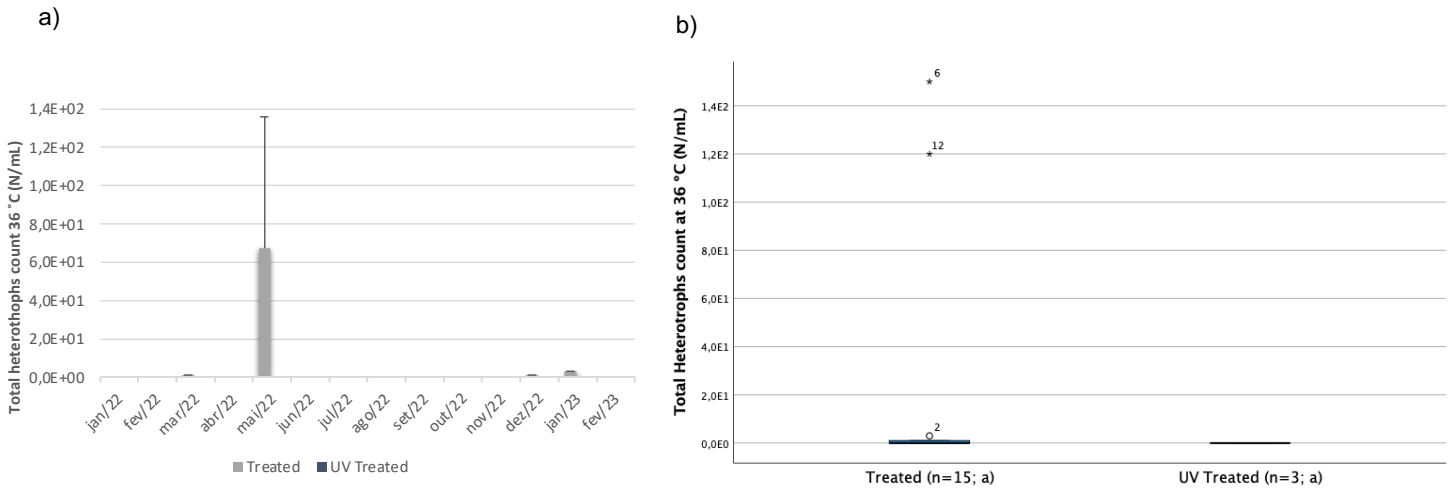 a)
Total heterothophs count 36 °C (N/mL)
1,4E+02
1,2E+02
1,0E+02
8,0E+01
6,0E+01
4,0E+01
2,0E+01
0,0E+00
jan/22
fev/22
mar/22
abr/22
mai/22
jun/22
jul/22
ago/22
set/22
out/22
nov/22
dez/22
jan/23
fev/23
Treated
UV Treated
b)
Total Heterotrophs count at 36 °C (N/mL)
1,4E2
1,2E2
1,0E2
8,0E1
6,0E1
4,0E1
2,0E1
0,0E0
6
12
2
Treated (n=15; a)
UV Treated (n=3; a)